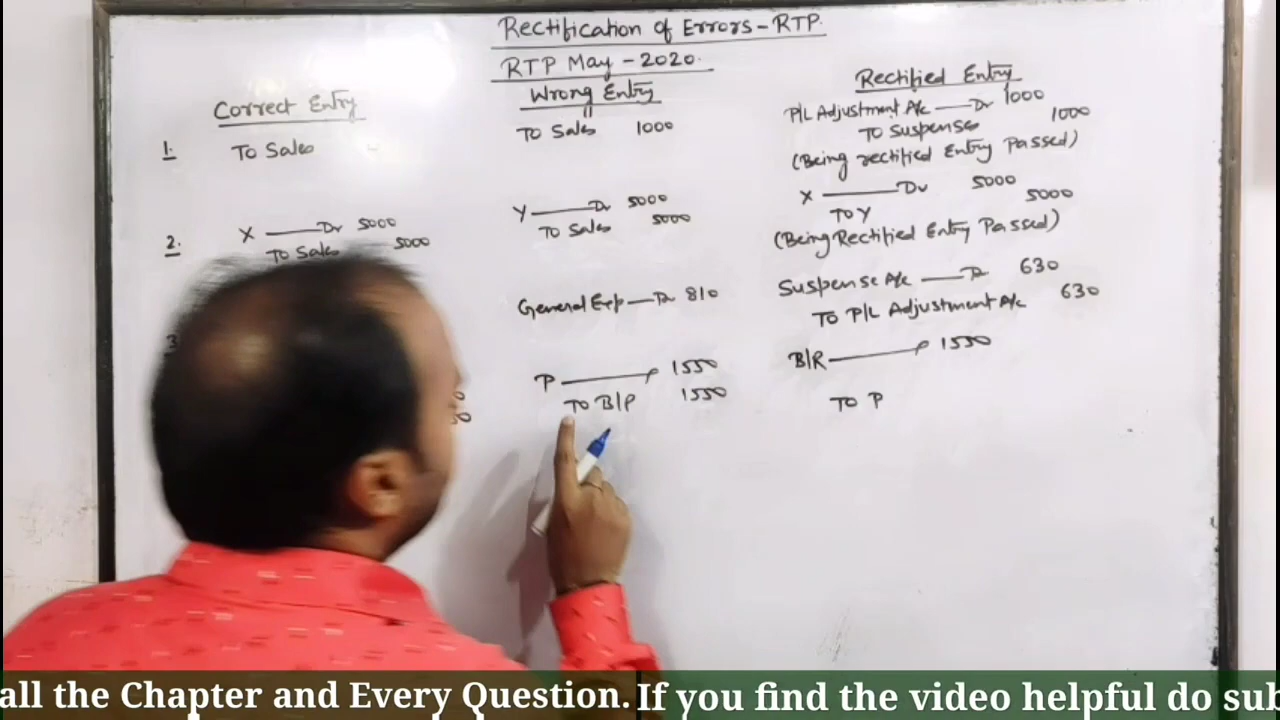 Rectification of Errors - RTP.
RTP May - 2020.
Correct Entry
1. To Sales
2. X Dr 5000
To Sales 5000
3
Wrong Entry
To Sales 1000
Y Dr 5000
To Sales 5000
General Exp Dr 810
P 1550
To B/P 1550
Rectified Entry
P/L Adjustment A/c Dr 1000
To Suspense 1000
(Being rectified Entry Passed)
X Dr 5000
To Y 5000
(Being Rectified Entry Passed)
Suspense A/c Dr 630
To P/L Adjustment A/c 630
B/R 1550
To P
all the Chapter and Every Question. If you find the video helpful do sub